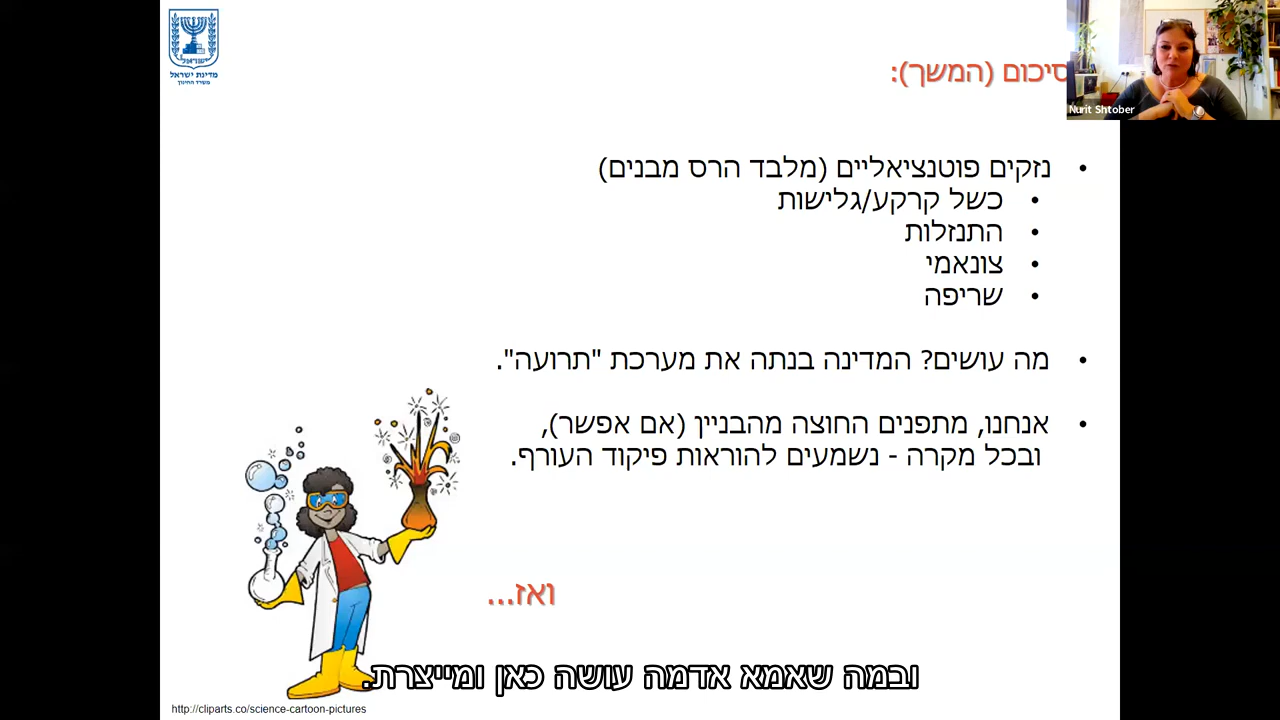 מדינת ישראל
משרד החינוך
סיכום (המשך):
Nurit Shtober
• נזקים פוטנציאליים (מלבד הרס מבנים)
• כשל קרקע/גלישות
• התנזלות
• צונאמי
• שריפה
• מה עושים? המדינה בנתה את מערכת "תרועה".
• אנחנו, מתפנים החוצה מהבניין (אם אפשר),
ובכל מקרה - נשמעים להוראות פיקוד העורף.
ואז...
ובמה שאמא אדמה עושה כאן ומייצרת.
http://cliparts.co/science-cartoon-pictures